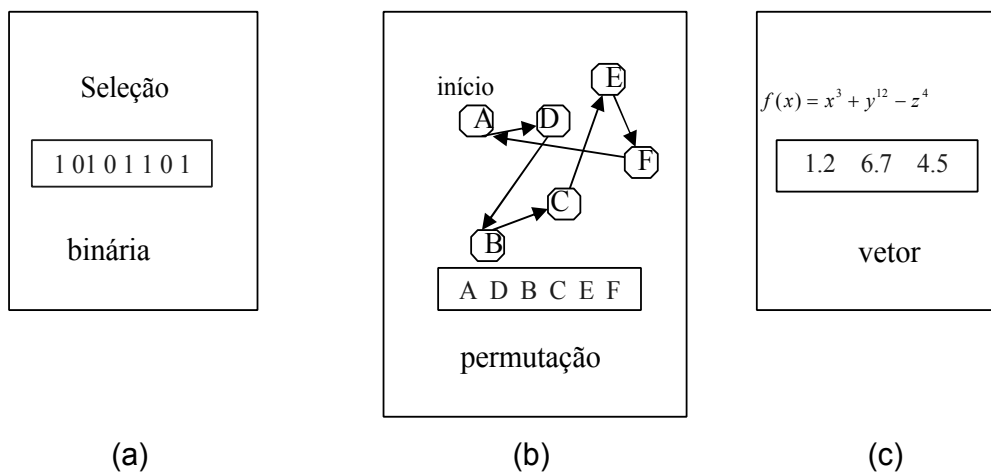 Seleção
1 01 0 1 1 0 1
binária
(a)
início
E
A
D
F
C
B
A D B C E F
permutação
(b)
f(x) = x³ + y¹² − z⁴
1.2 6.7 4.5
vetor
(c)